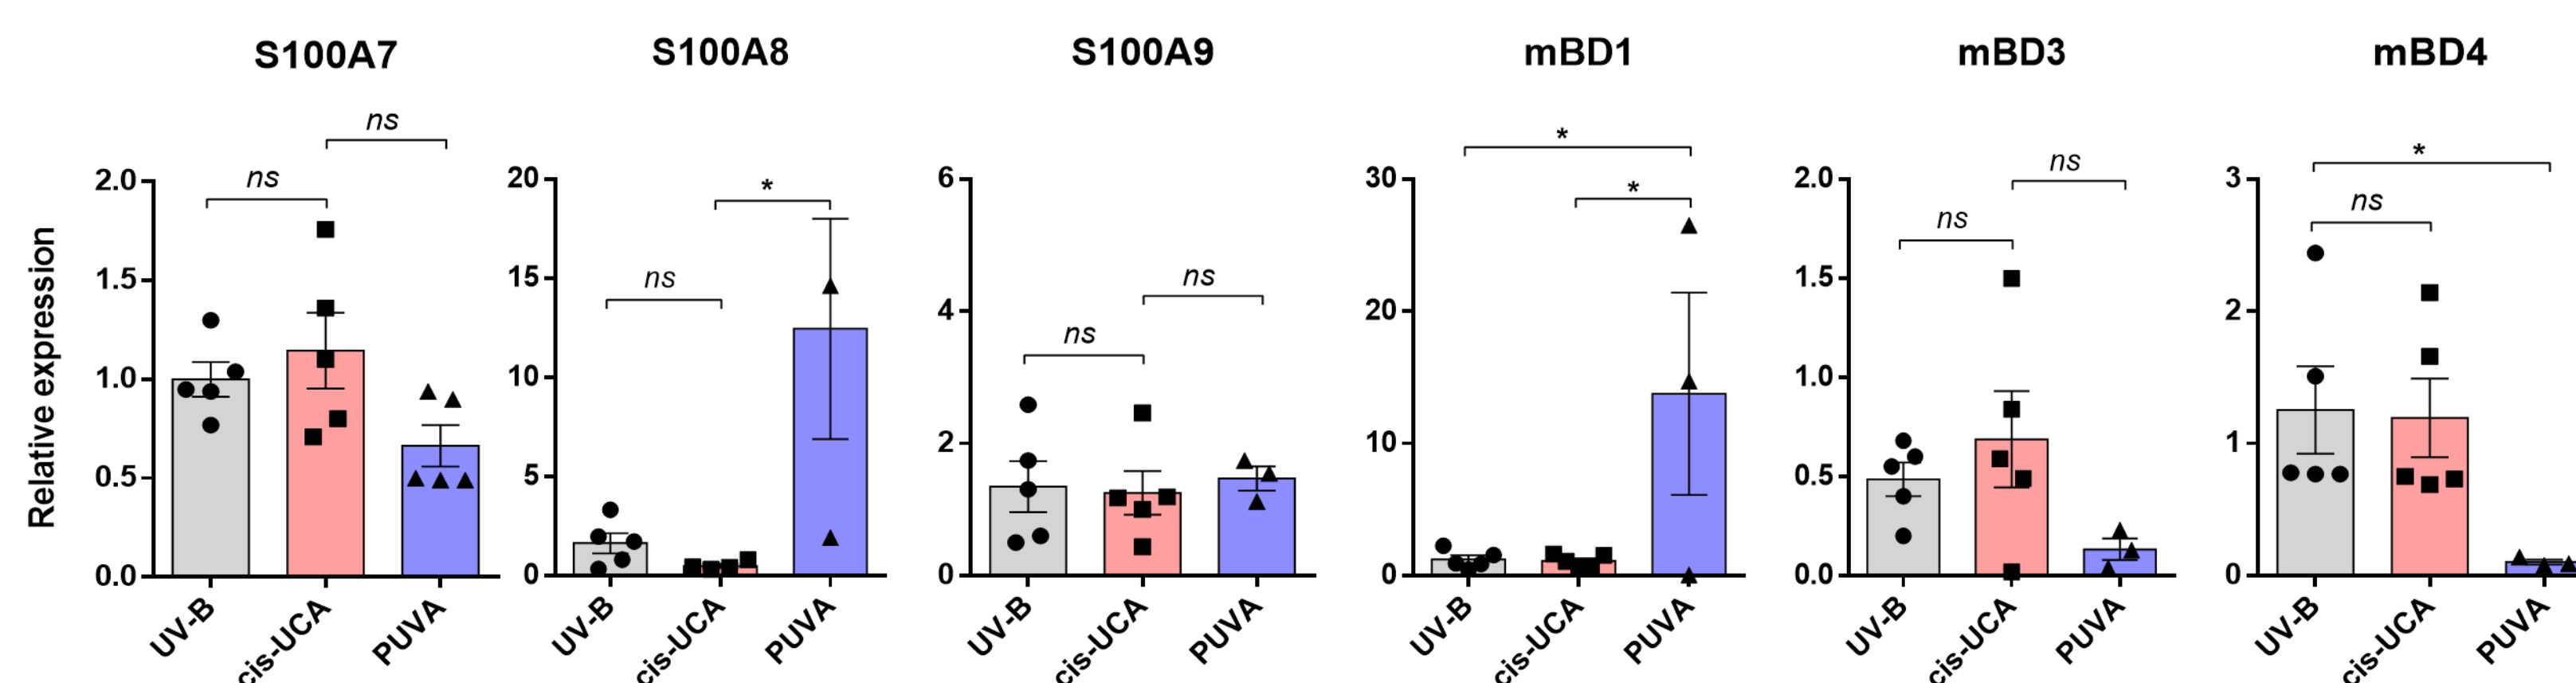 S100A7 S100A8 S100A9 mBD1 mBD3 mBD4
Relative expression
ns
ns
2.0
1.5
1.0
0.5
0.0
UV-B
cis-UCA
PUVA
*
ns
20
15
10
5
0
UV-B
cis-UCA
PUVA
ns
ns
6
4
2
0
UV-B
cis-UCA
PUVA
*
*
30
20
10
0
UV-B
cis-UCA
PUVA
ns
ns
2.0
1.5
1.0
0.5
0.0
UV-B
cis-UCA
PUVA
*
ns
3
2
1
0
UV-B
cis-UCA
PUVA